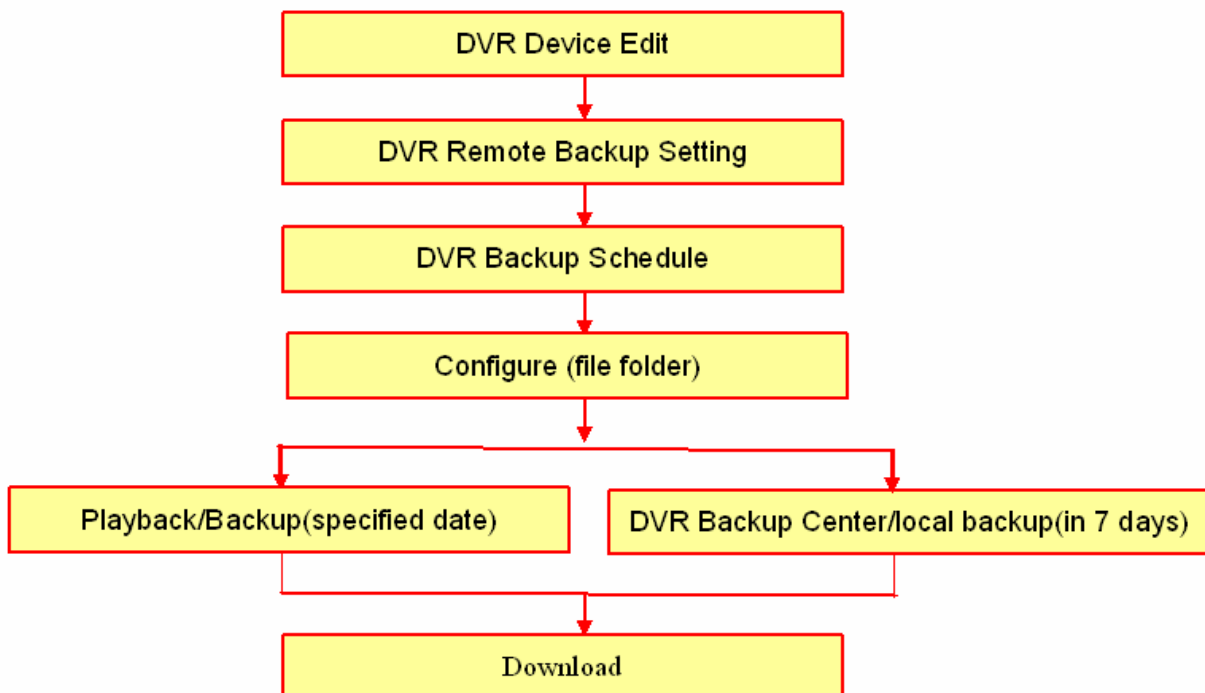 DVR Device Edit
DVR Remote Backup Setting
DVR Backup Schedule
Configure (file folder)
Playback/Backup(specified date)
DVR Backup Center/local backup(in 7 days)
Download